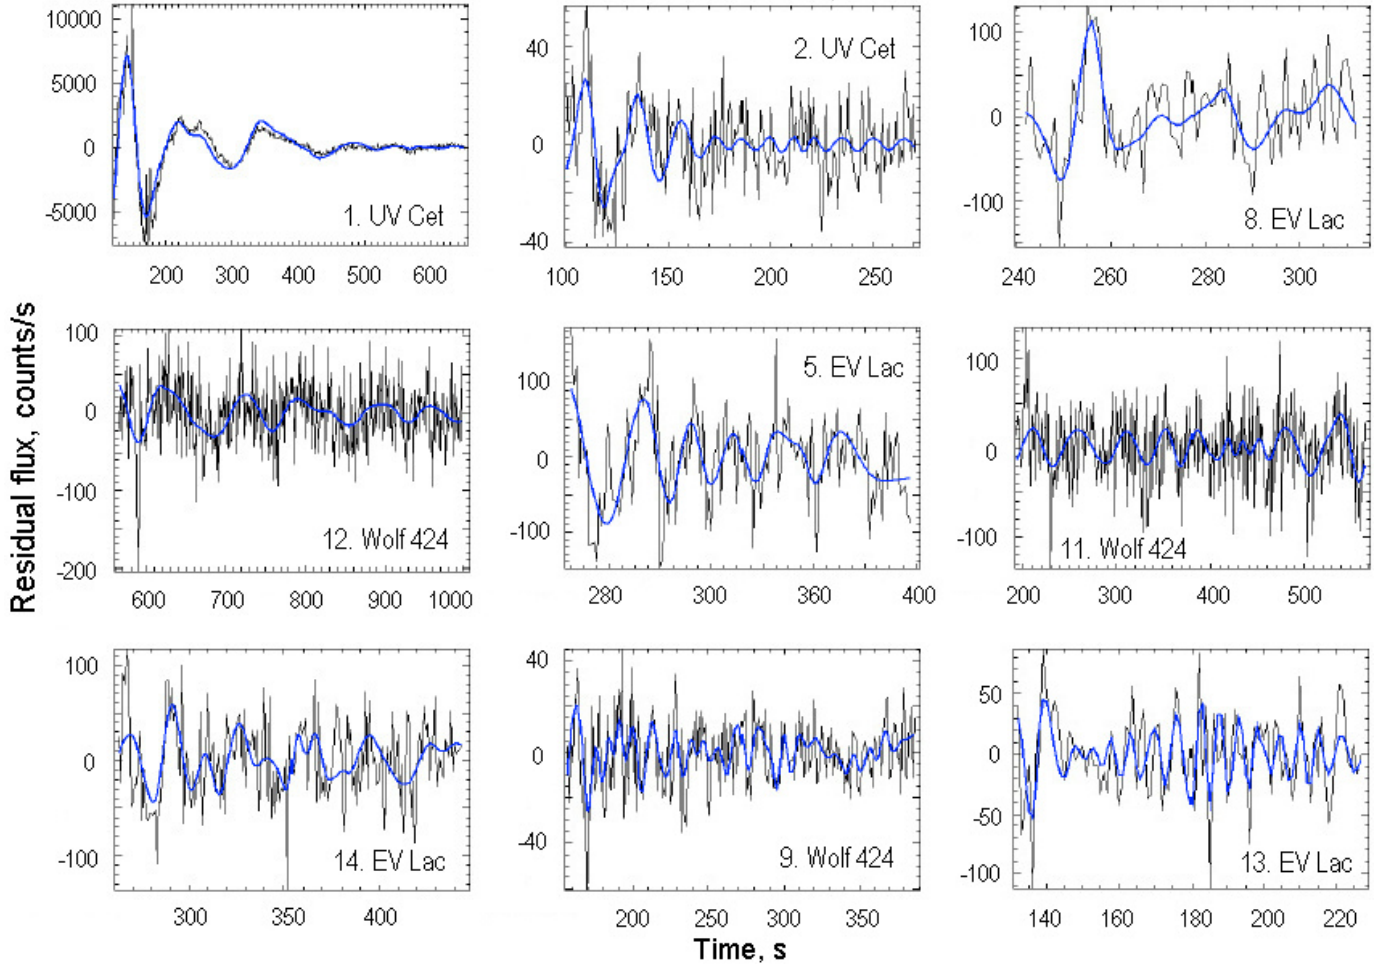 Residual flux, counts/s
10000
5000
0
-5000
200 300 400 500 600
1. UV Cet
40
0
-40
100 150 200 250
2. UV Cet
100
0
-100
240 260 280 300
8. EV Lac
100
0
-100
-200
600 700 800 900 1000
12. Wolf 424
100
0
-100
280 300 360 400
5. EV Lac
100
0
-100
200 300 400 500
11. Wolf 424
100
0
-100
300 350 400
14. EV Lac
40
0
-40
200 250 300 350
9. Wolf 424
50
0
-50
-100
140 160 180 200 220
13. EV Lac
Time, s